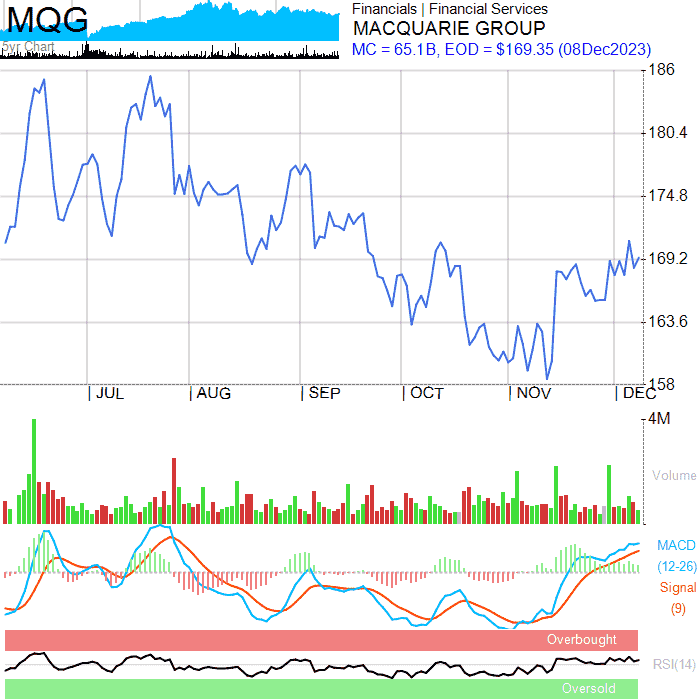 MQG
5yr Chart
Financials | Financial Services
MACQUARIE GROUP
MC = 65.1B, EOD = $169.35 (08Dec2023)
186
180.4
174.8
169.2
163.6
158
JUL AUG SEP OCT NOV DEC
4M
Volume
MACD
(12-26)
Signal
(9)
Overbought
RSI(14)
Oversold